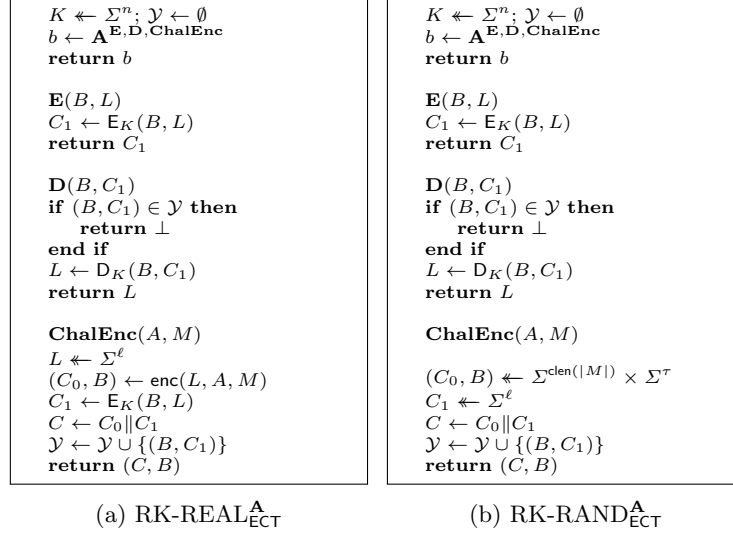 K ↞ Σⁿ; 𝒴 ← ∅
b ← A^{E,D,ChalEnc}
return b
E(B, L)
C₁ ← E_K(B, L)
return C₁
D(B, C₁)
if (B, C₁) ∈ 𝒴 then
return ⊥
end if
L ← D_K(B, C₁)
return L
ChalEnc(A, M)
L ↞ Σ^ℓ
(C₀, B) ← enc(L, A, M)
C₁ ← E_K(B, L)
C ← C₀∥C₁
𝒴 ← 𝒴 ∪ {(B, C₁)}
return (C, B)
(a) RK-REAL^A_ECT
K ↞ Σⁿ; 𝒴 ← ∅
b ← A^{E,D,ChalEnc}
return b
E(B, L)
C₁ ← E_K(B, L)
return C₁
D(B, C₁)
if (B, C₁) ∈ 𝒴 then
return ⊥
end if
L ← D_K(B, C₁)
return L
ChalEnc(A, M)
(C₀, B) ↞ Σ^{clen(|M|)} × Σ^τ
C₁ ↞ Σ^ℓ
C ← C₀∥C₁
𝒴 ← 𝒴 ∪ {(B, C₁)}
return (C, B)
(b) RK-RAND^A_ECT